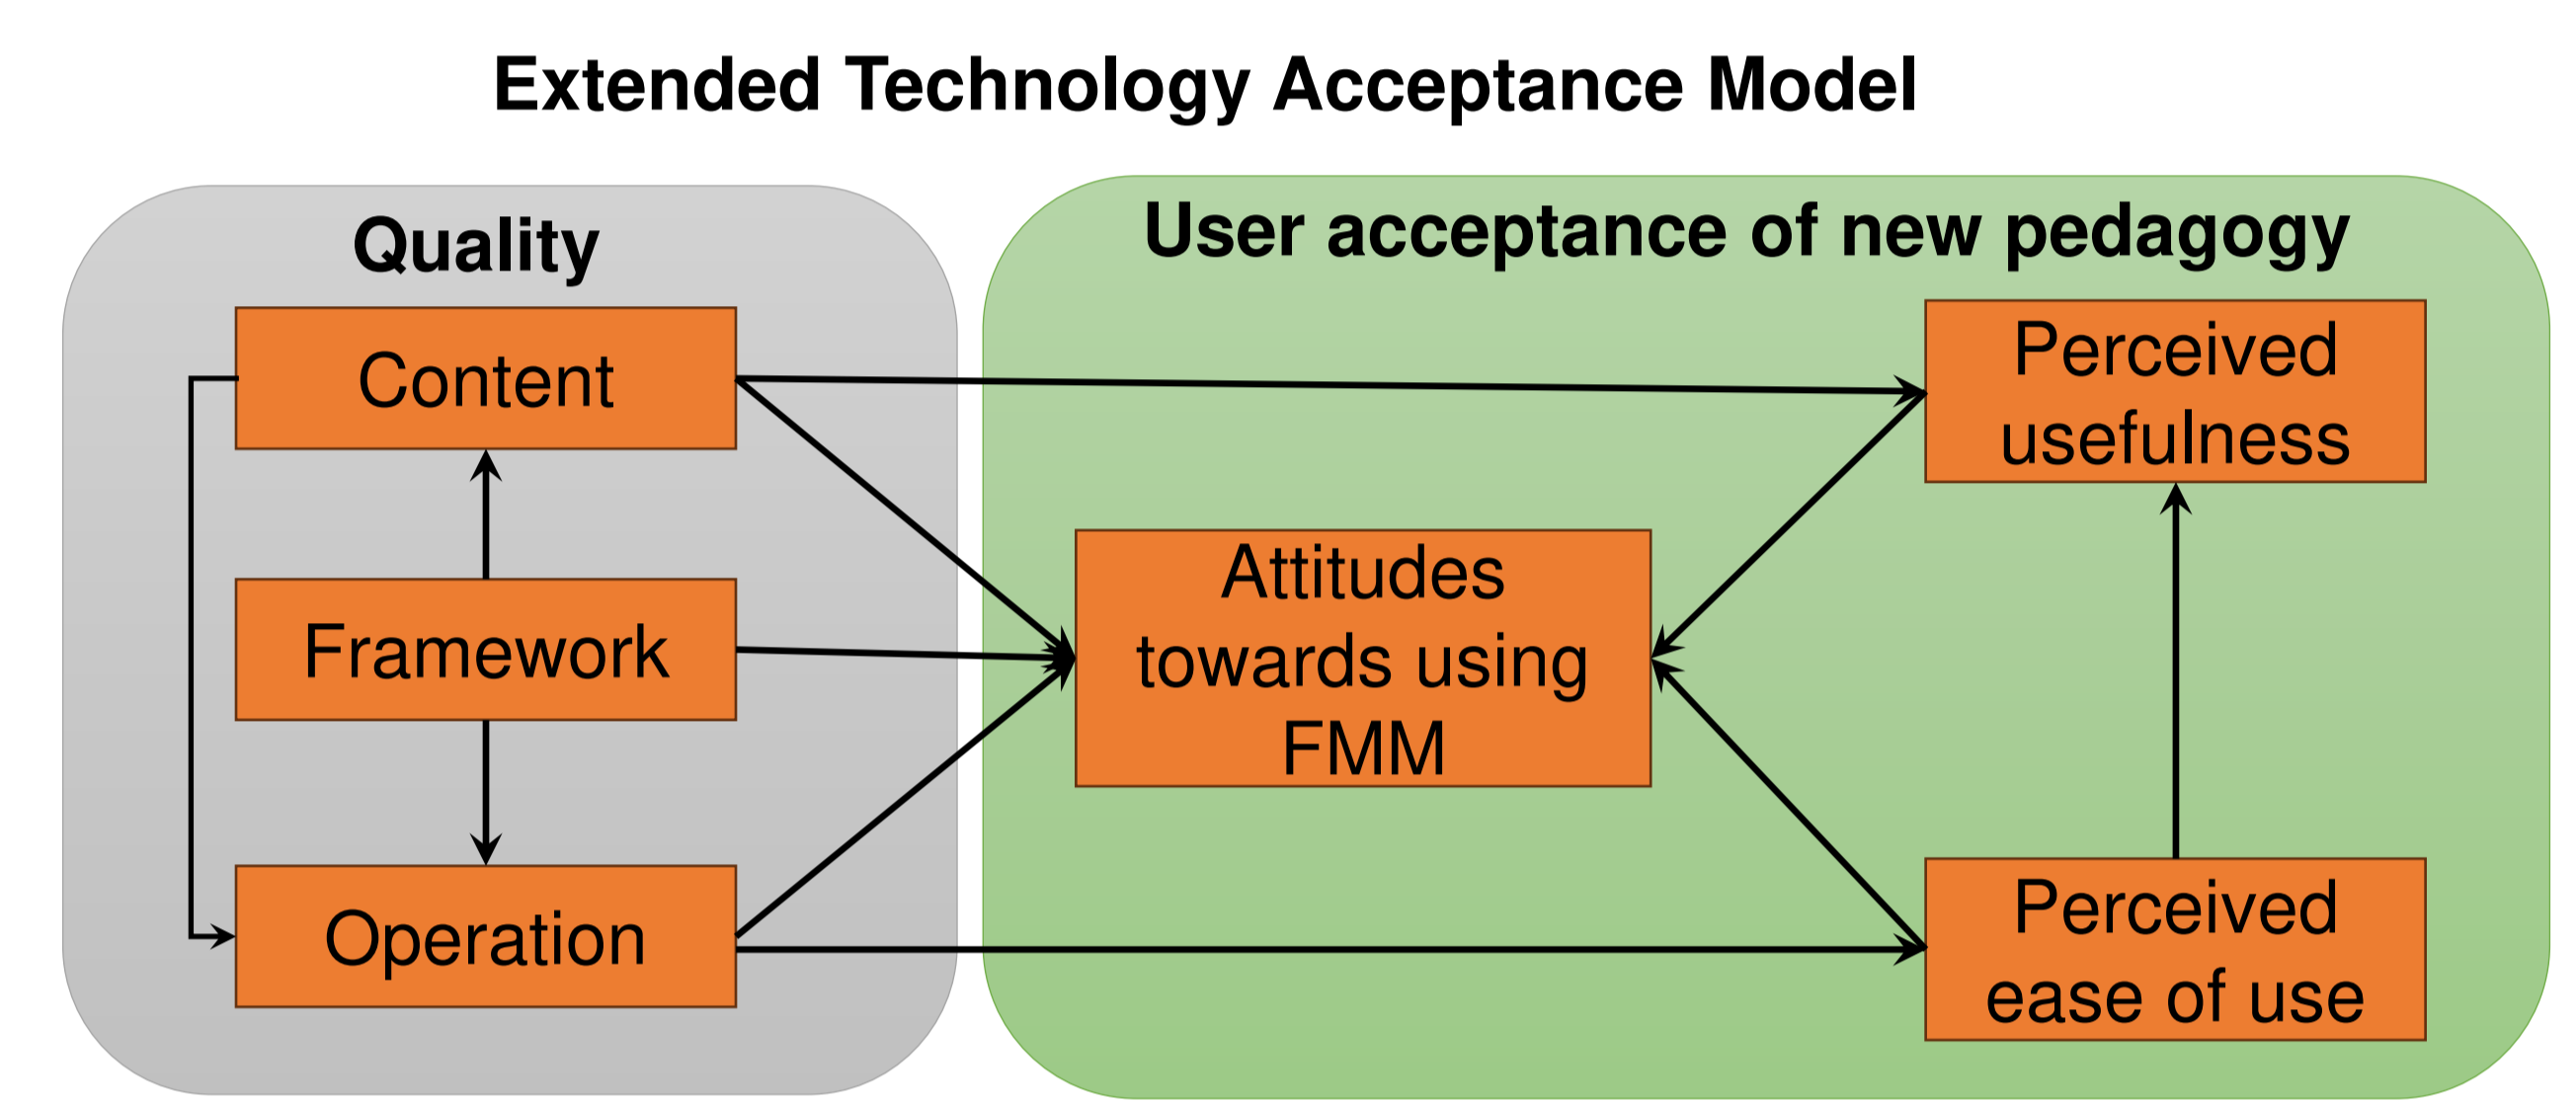 Extended Technology Acceptance Model
Quality
Content
Framework
Operation
User acceptance of new pedagogy
Attitudes
towards using
FMM
Perceived
usefulness
Perceived
ease of use